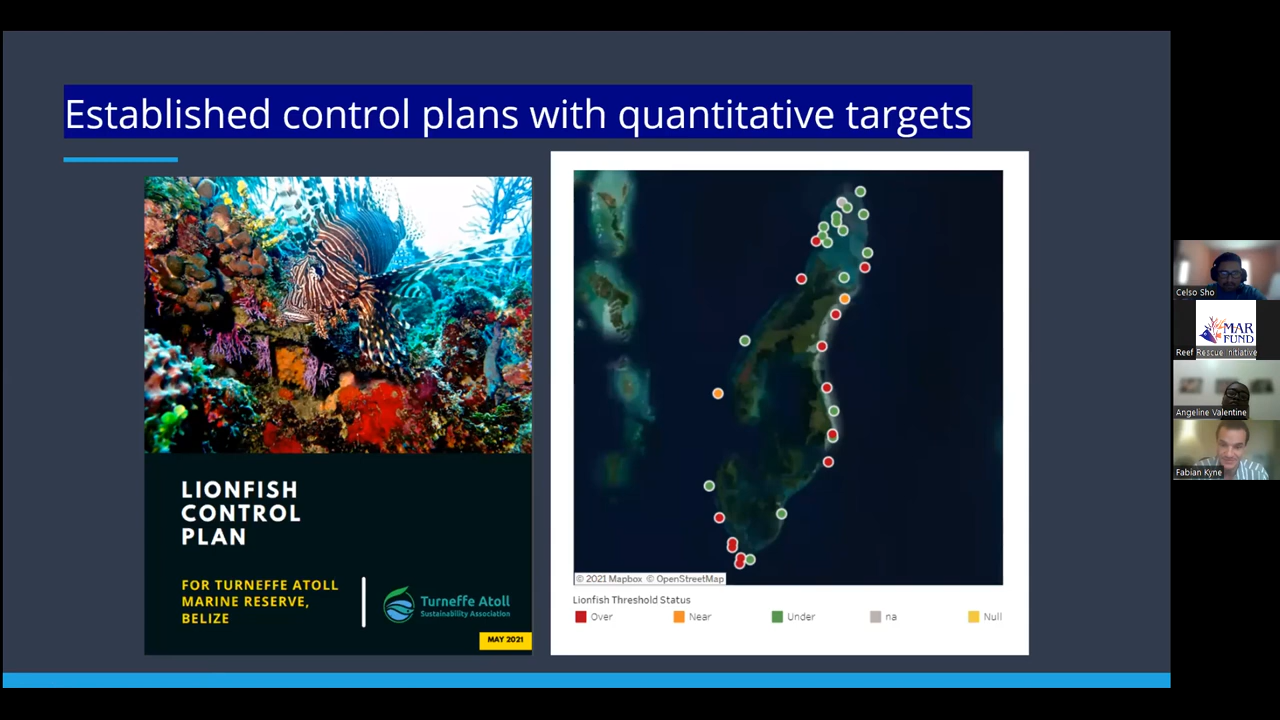 Established control plans with quantitative targets
LIONFISH
CONTROL
PLAN
FOR TURNEFFE ATOLL
MARINE RESERVE,
BELIZE
Turneffe Atoll
Sustainability Association
MAY 2021
© 2021 Mapbox © OpenStreetMap
Lionfish Threshold Status
Over Near Under na Null
Celso Sho
MAR
FUND
Reef Rescue Initiative
Angeline Valentine
Fabian Kyne